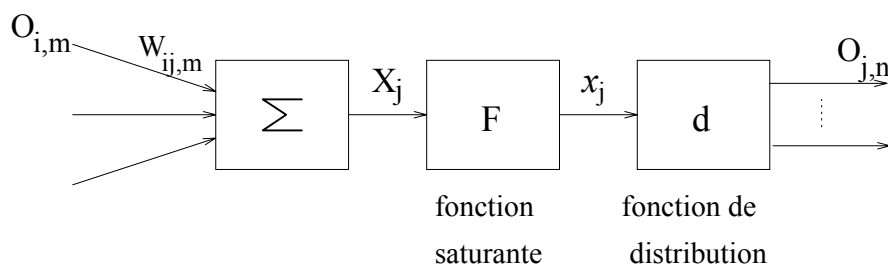 O_{i,m}
W_{ij,m}
Σ
X_j
F
x_j
d
O_{j,n}
fonction
saturante
fonction de
distribution